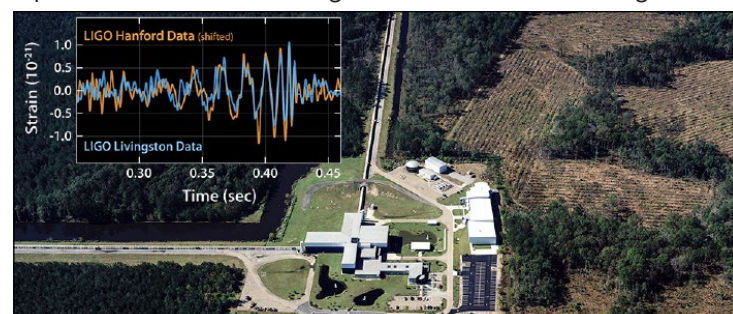 LIGO Hanford Data (shifted)
1.0
0.5
0.0
-0.5
-1.0
Strain (10⁻²¹)
LIGO Livingston Data
0.30 0.35 0.40 0.45
Time (sec)